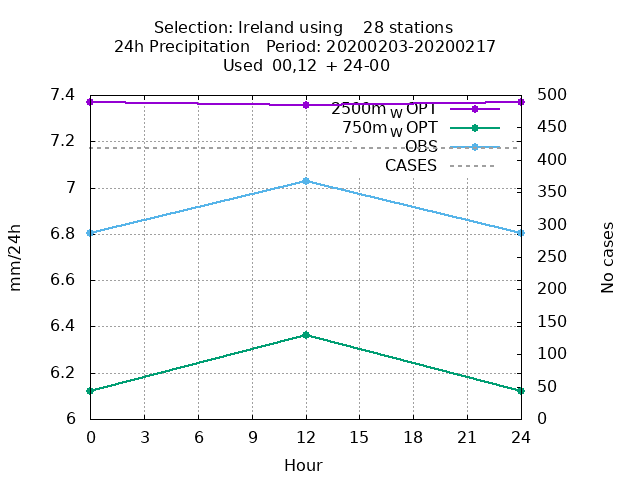 Selection: Ireland using 28 stations
24h Precipitation Period: 20200203-20200217
Used 00,12 + 24-00
7.4
7.2
7
6.8
6.6
6.4
6.2
6
mm/24h
500
450
400
350
300
250
200
150
100
50
0
No cases
2500m W OPT
750m W OPT
OBS
CASES
0 3 6 9 12 15 18 21 24
Hour